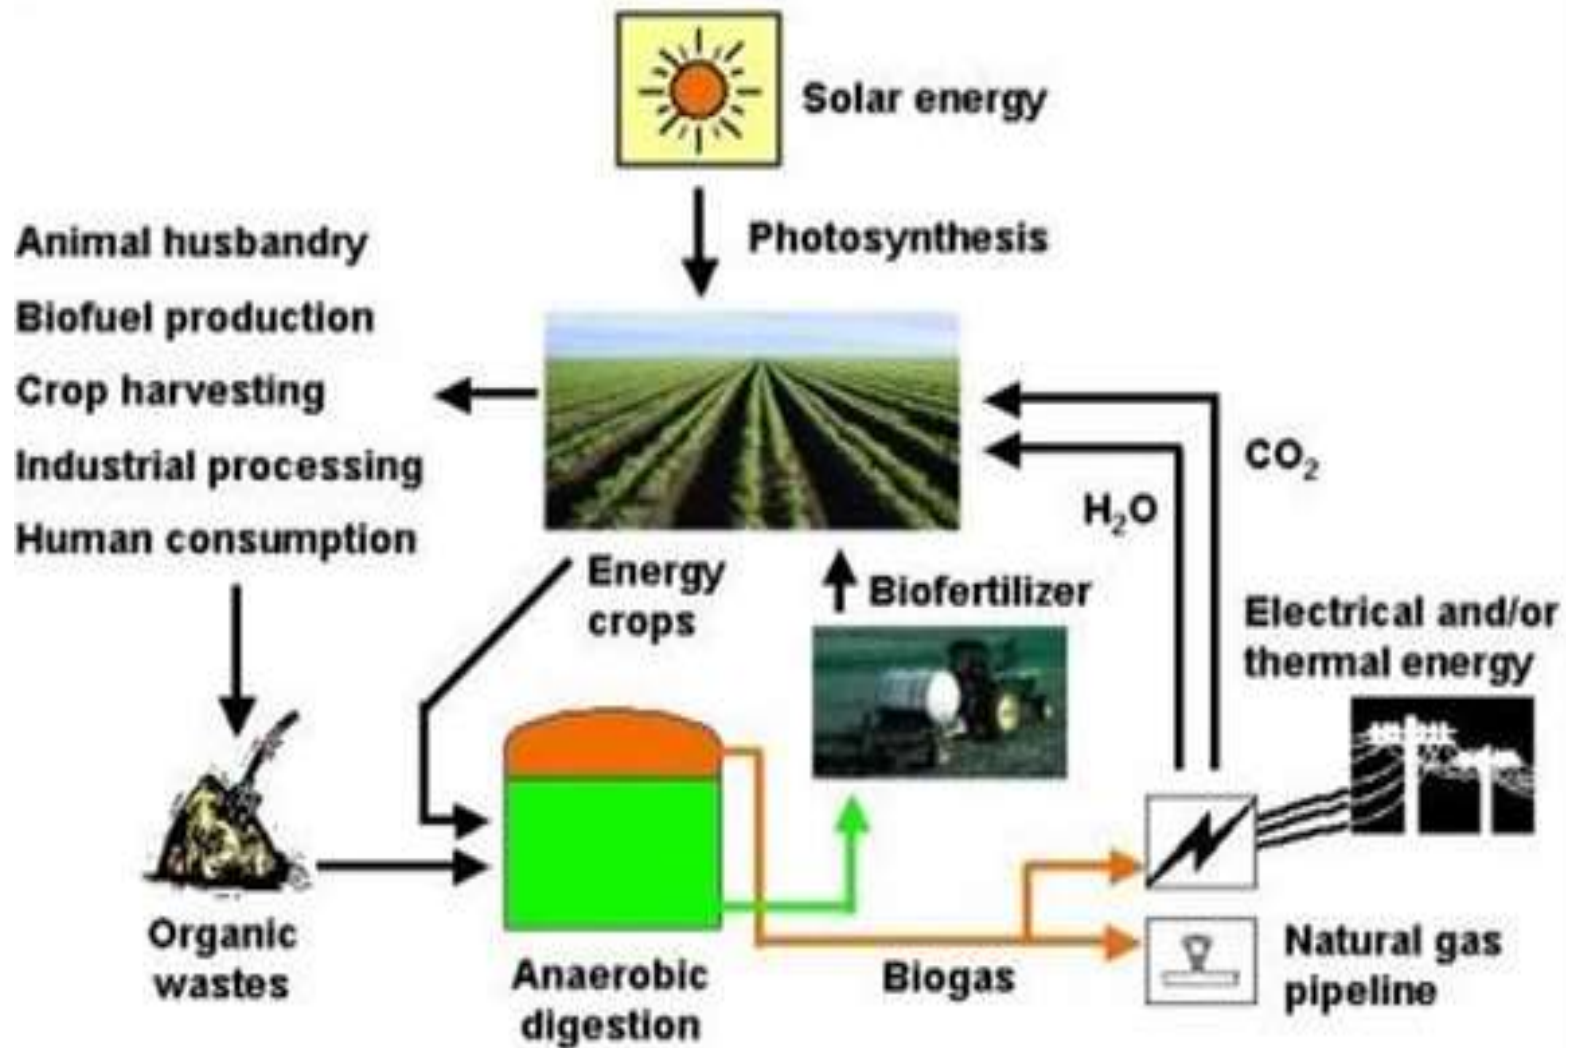 Solar energy
Photosynthesis
Animal husbandry
Biofuel production
Crop harvesting
Industrial processing
Human consumption
CO₂
H₂O
Energy
crops
Biofertilizer
Electrical and/or
thermal energy
Organic
wastes
Anaerobic
digestion
Biogas
Natural gas
pipeline